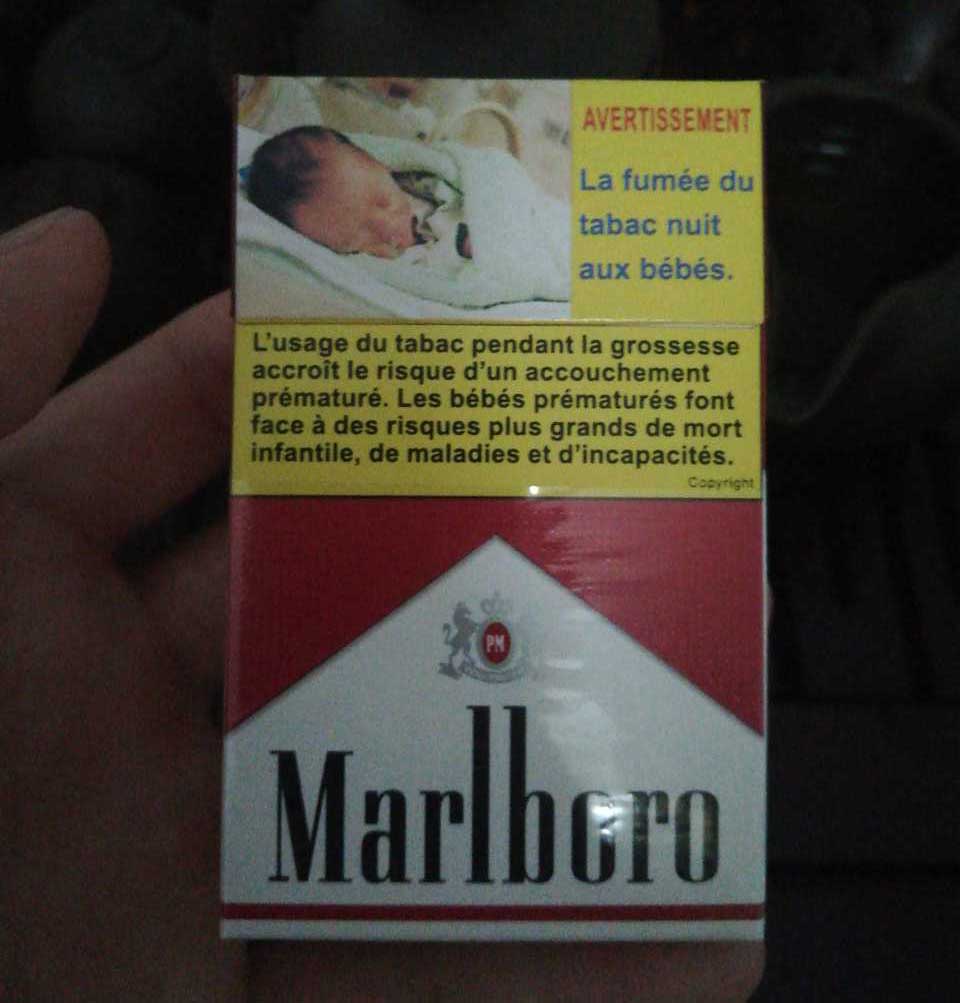 AVERTISSEMENT
La fumée du
tabac nuit
aux bébés.
L'usage du tabac pendant la grossesse
accroît le risque d'un accouchement
prématuré. Les bébés prématurés font
face à des risques plus grands de mort
infantile, de maladies et d'incapacités.
Copyright
PM
Marlboro